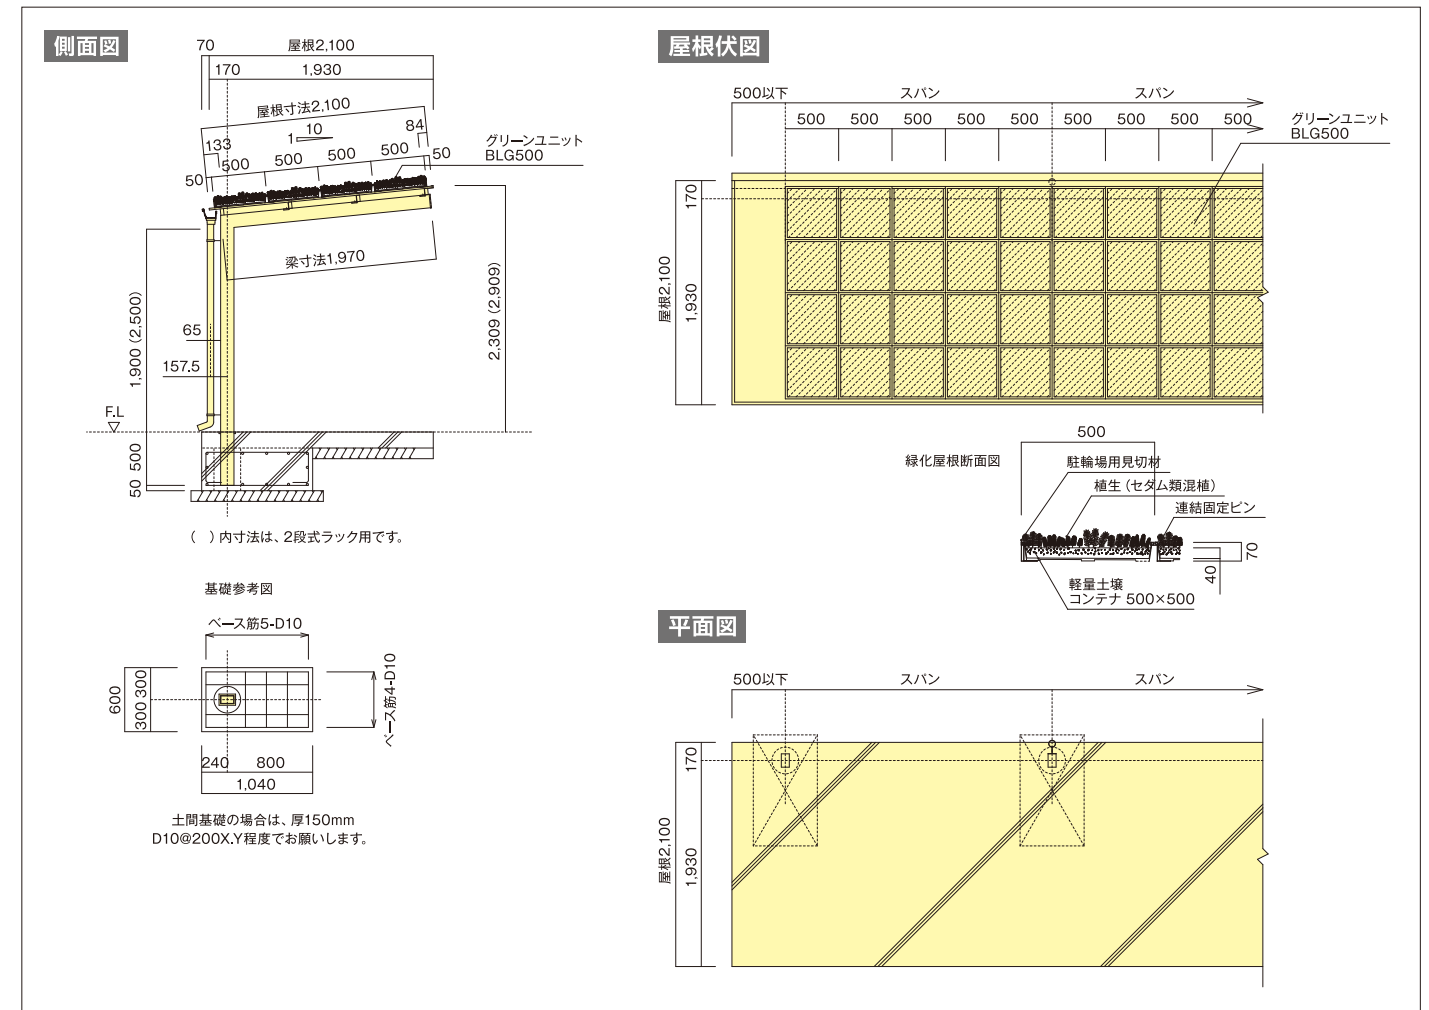 側面図
70
屋根2,100
170
1,930
屋根寸法2,100
10
1
84
133
500
500
500
500
50
50
グリーンユニット
BLG500
梁寸法1,970
1,900 (2,500)
2,309 (2,909)
65
157.5
F.L
500
50
(　) 内寸法は、2段式ラック用です。
基礎参考図
ベース筋5-D10
ベース筋4-D10
600
300
300
240
800
1,040
土間基礎の場合は、厚150mm
D10@200X.Y程度でお願いします。
屋根伏図
500以下
スパン
スパン
500
500
500
500
500
500
500
500
500
グリーンユニット
BLG500
170
屋根2,100
1,930
緑化屋根断面図
500
駐輪場用見切材
植生（セダム類混植）
連結固定ピン
70
40
軽量土壌
コンテナ 500×500
平面図
500以下
スパン
スパン
170
屋根2,100
1,930